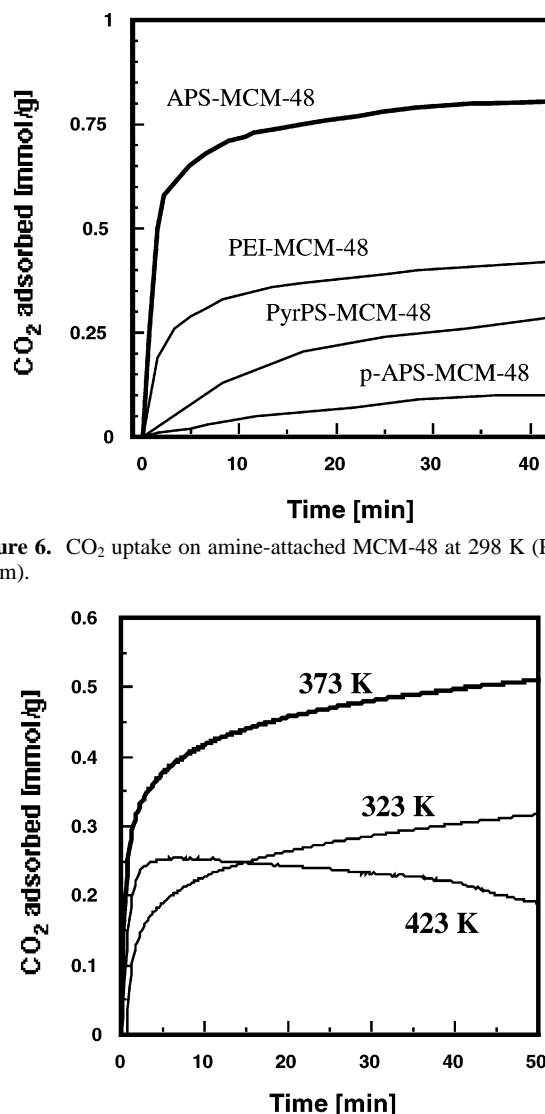 1
0.75
0.5
0.25
0
CO2 adsorbed [mmol/g]
APS-MCM-48
PEI-MCM-48
PyrPS-MCM-48
p-APS-MCM-48
0 10 20 30 40
Time [min]
ure 6. CO2 uptake on amine-attached MCM-48 at 298 K (
m).
0.6
0.5
0.4
0.3
0.2
0.1
0
CO2 adsorbed [mmol/g]
373 K
323 K
423 K
0 10 20 30 40 50
Time [min]